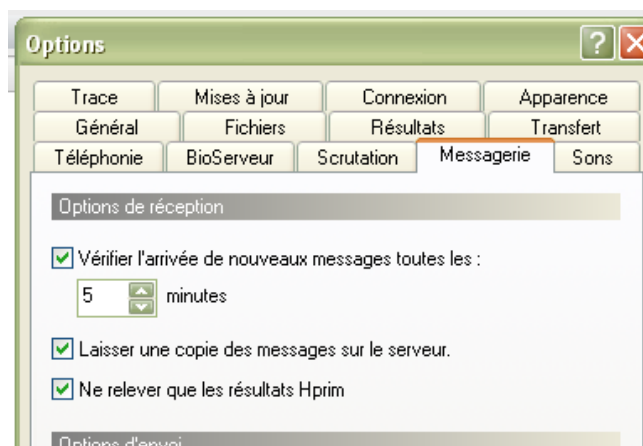 Options
Trace Mises à jour Connexion Apparence
Général Fichiers Résultats Transfert
Téléphonie BioServeur Scrutation Messagerie Sons
Options de réception
Vérifier l'arrivée de nouveaux messages toutes les :
5 minutes
Laisser une copie des messages sur le serveur.
Ne relever que les résultats Hprim
Options d'envoi